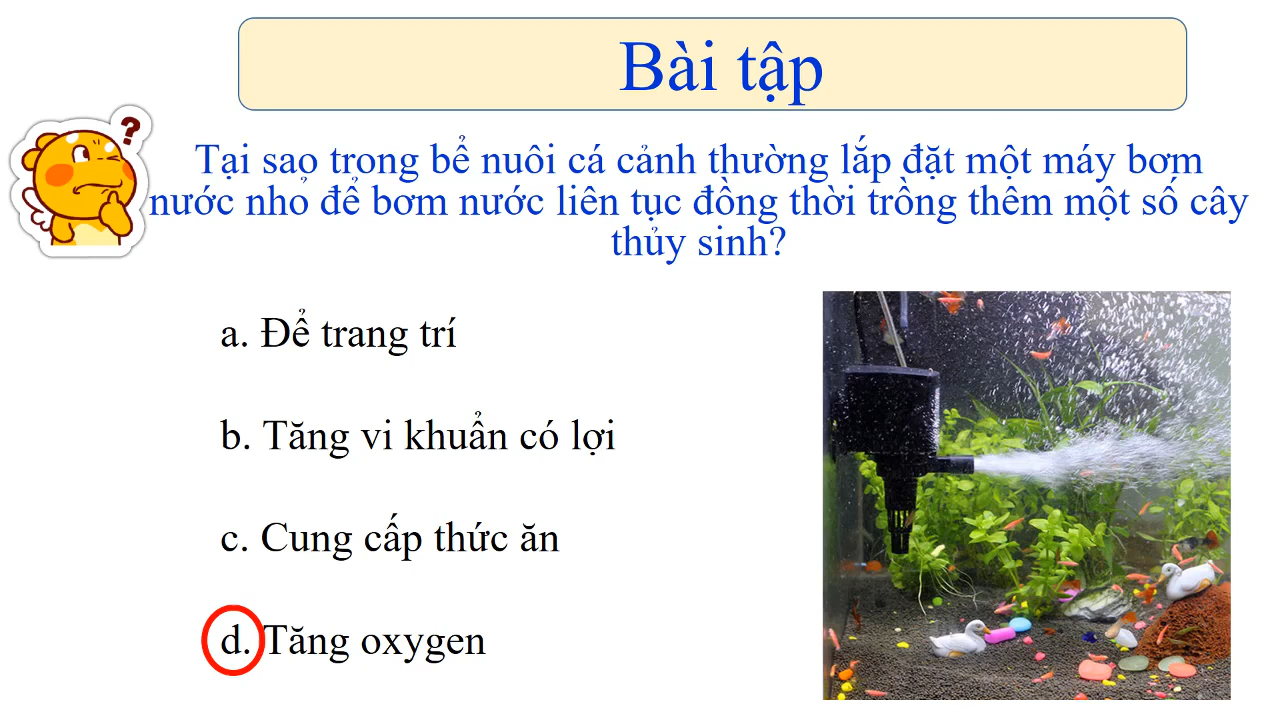 Bài tập
?
Tại sao trong bể nuôi cá cảnh thường lắp đặt một máy bơm
nước nhỏ để bơm nước liên tục đồng thời trồng thêm một số cây
thủy sinh?
a. Để trang trí
b. Tăng vi khuẩn có lợi
c. Cung cấp thức ăn
d. Tăng oxygen